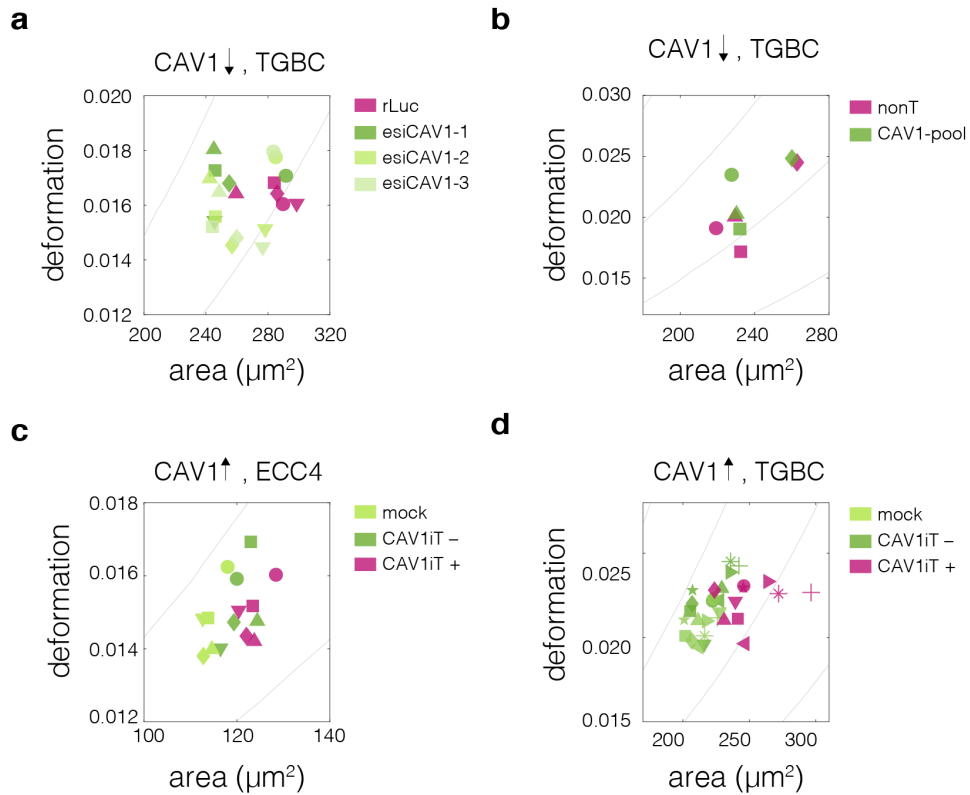 a
CAV1↓ , TGBC
deformation
0.020
0.018
0.016
0.014
0.012
200 240 280 320
area (µm²)
rLuc
esiCAV1-1
esiCAV1-2
esiCAV1-3
b
CAV1↓ , TGBC
deformation
0.030
0.025
0.020
0.015
200 240 280
area (µm²)
nonT
CAV1-pool
c
CAV1↑ , ECC4
deformation
0.018
0.016
0.014
0.012
100 120 140
area (µm²)
mock
CAV1iT –
CAV1iT +
d
CAV1↑ , TGBC
deformation
0.025
0.020
0.015
200 250 300
area (µm²)
mock
CAV1iT –
CAV1iT +